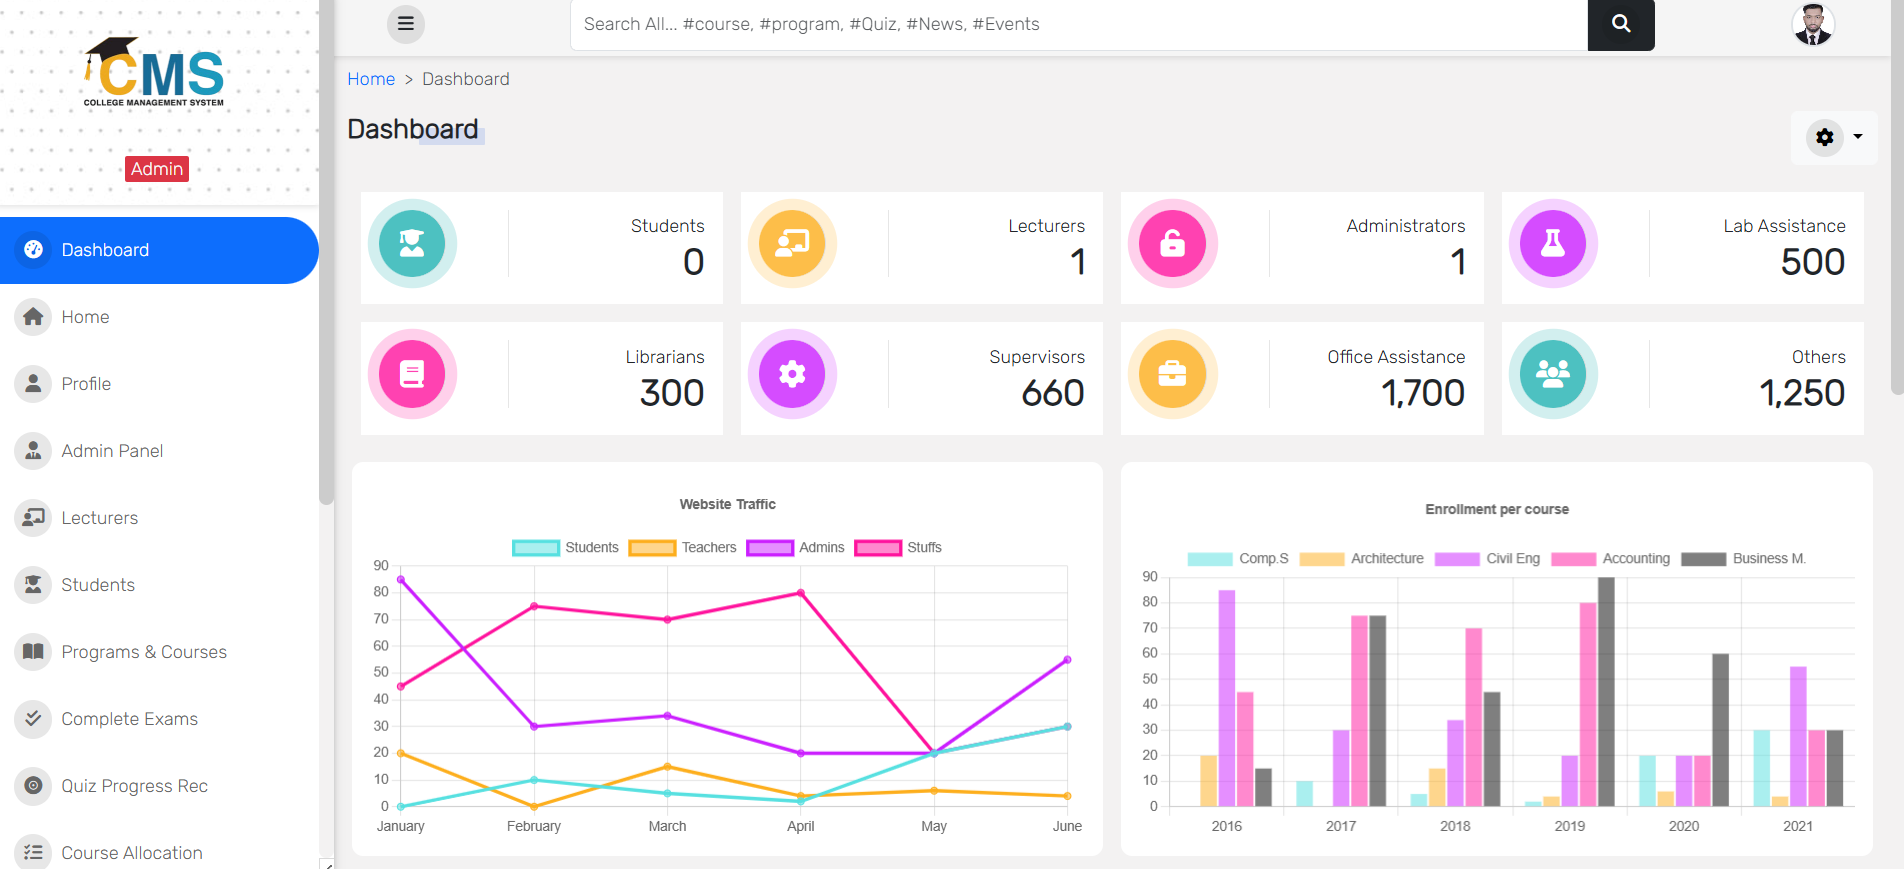 CMS
COLLEGE MANAGEMENT SYSTEM
Admin
Dashboard
Home
Profile
Admin Panel
Lecturers
Students
Programs & Courses
Complete Exams
Quiz Progress Rec
Course Allocation
Search All... #course, #program, #Quiz, #News, #Events
Home > Dashboard
Dashboard
Students
0
Lecturers
1
Administrators
1
Lab Assistance
500
Librarians
300
Supervisors
660
Office Assistance
1,700
Others
1,250
Website Traffic
Students Teachers Admins Stuffs
90
80
70
60
50
40
30
20
10
0
January February March April May June
Enrollment per course
Comp.S Architecture Civil Eng Accounting Business M.
90
80
70
60
50
40
30
20
10
0
2016 2017 2018 2019 2020 2021